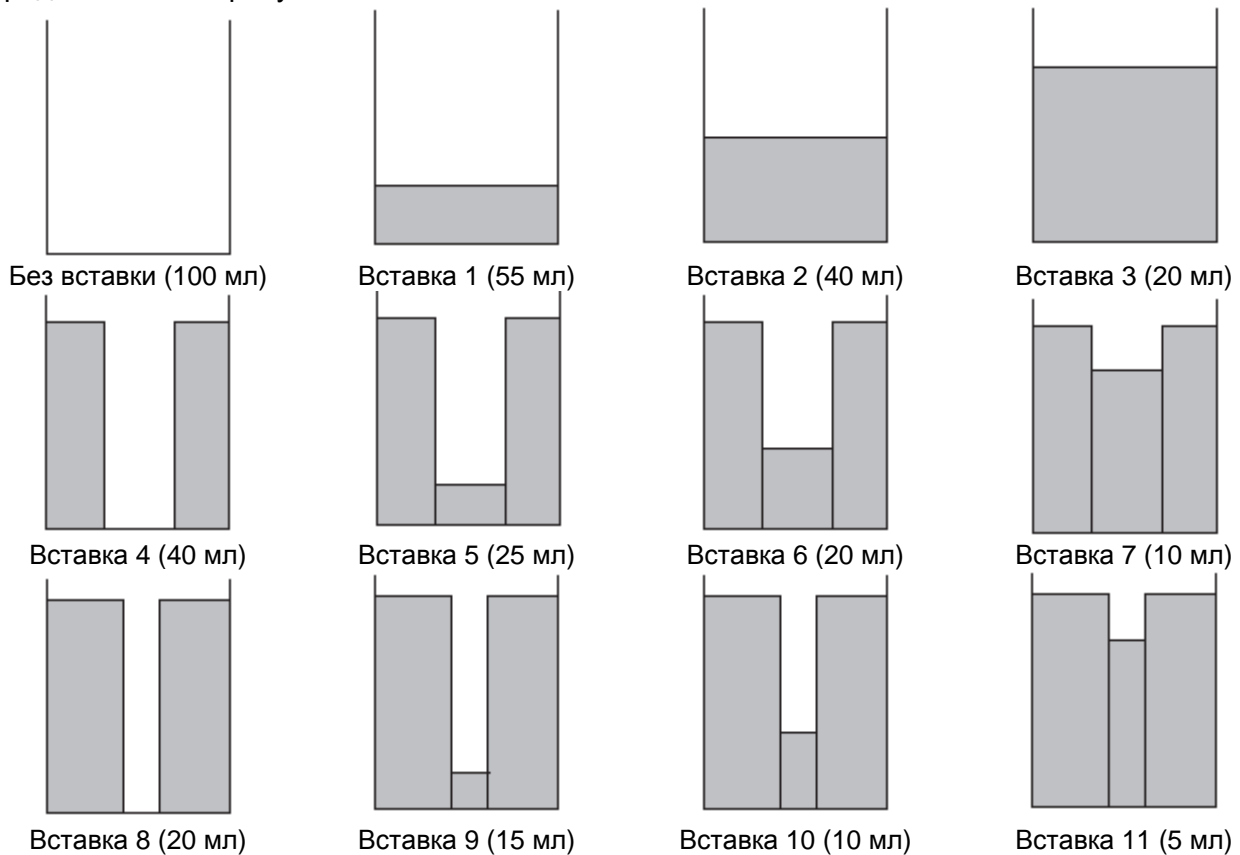 Без вставки (100 мл) Вставка 1 (55 мл) Вставка 2 (40 мл) Вставка 3 (20 мл)
Вставка 4 (40 мл) Вставка 5 (25 мл) Вставка 6 (20 мл) Вставка 7 (10 мл)
Вставка 8 (20 мл) Вставка 9 (15 мл) Вставка 10 (10 мл) Вставка 11 (5 мл)